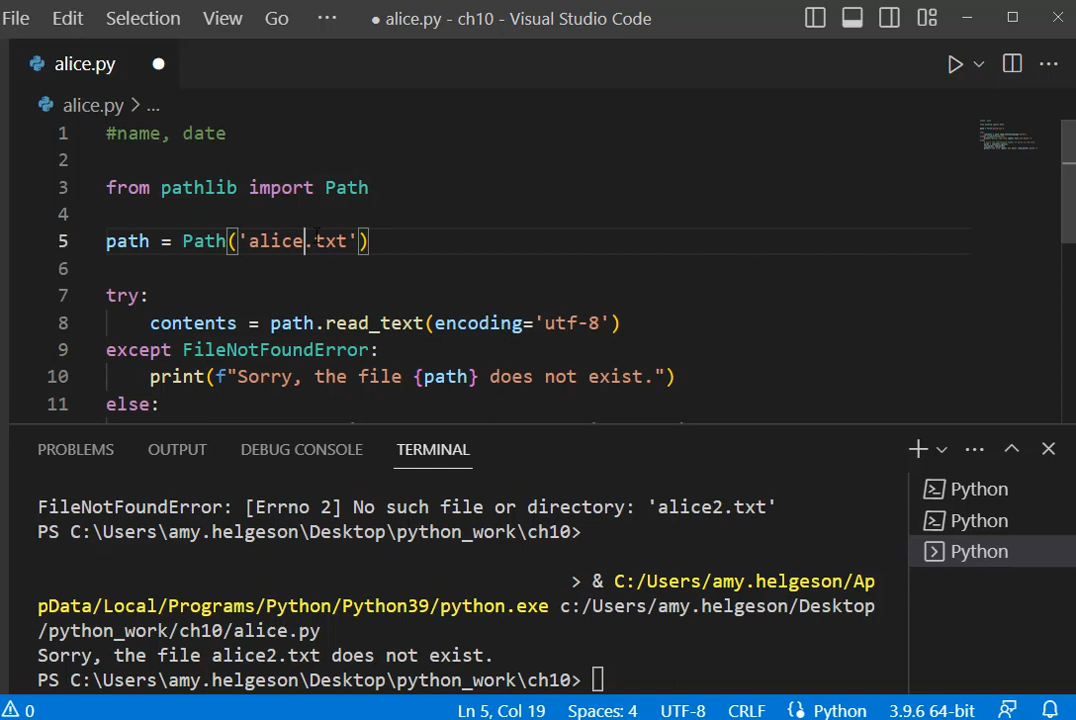 File Edit Selection View Go ··· ● alice.py - ch10 - Visual Studio Code
alice.py ●
alice.py > ...
1 #name, date
2
3 from pathlib import Path
4
5 path = Path('alice.txt')
6
7 try:
8 contents = path.read_text(encoding='utf-8')
9 except FileNotFoundError:
10 print(f"Sorry, the file {path} does not exist.")
11 else:
PROBLEMS OUTPUT DEBUG CONSOLE TERMINAL
FileNotFoundError: [Errno 2] No such file or directory: 'alice2.txt'
PS C:\Users\amy.helgeson\Desktop\python_work\ch10>
> & C:/Users/amy.helgeson/Ap
pData/Local/Programs/Python/Python39/python.exe c:/Users/amy.helgeson/Desktop
/python_work/ch10/alice.py
Sorry, the file alice2.txt does not exist.
PS C:\Users\amy.helgeson\Desktop\python_work\ch10>
Python
Python
Python
0 Ln 5, Col 19 Spaces: 4 UTF-8 CRLF Python 3.9.6 64-bit